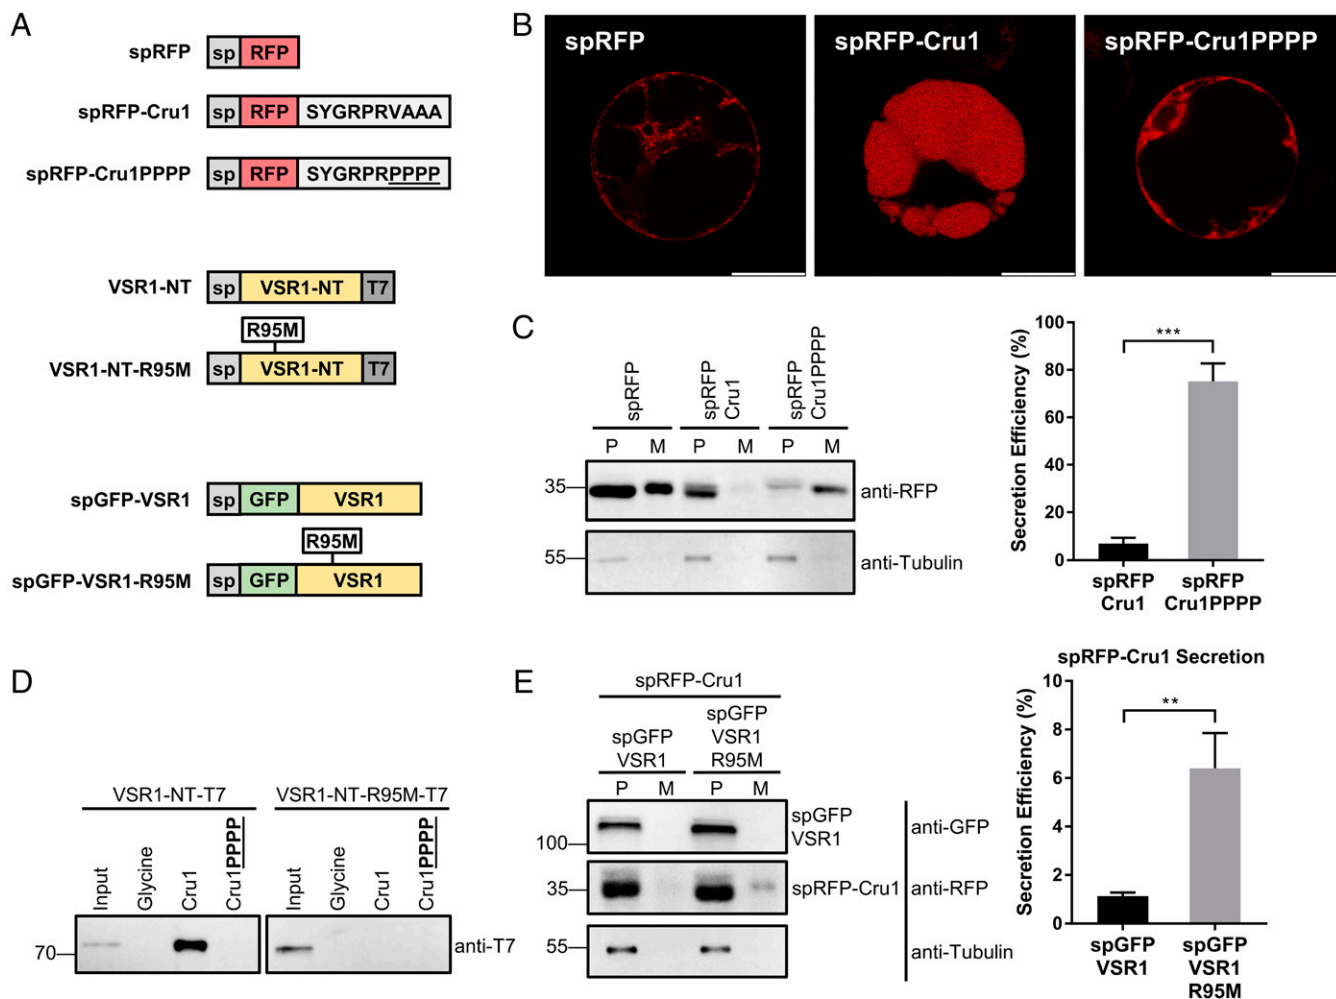 A
spRFP
sp RFP
spRFP-Cru1
sp RFP SYGRPRVAAA
spRFP-Cru1PPPP
sp RFP SYGRPRPPPP
VSR1-NT
sp VSR1-NT T7
R95M
VSR1-NT-R95M
sp VSR1-NT T7
spGFP-VSR1
sp GFP VSR1
R95M
spGFP-VSR1-R95M
sp GFP VSR1
B
spRFP
spRFP-Cru1
spRFP-Cru1PPPP
C
spRFP
spRFP
Cru1
spRFP
Cru1PPPP
P M P M P M
35
anti-RFP
55
anti-Tubulin
Secretion Efficiency (%)
100
80
60
40
20
0
***
spRFP
Cru1
spRFP
Cru1PPPP
D
VSR1-NT-T7
VSR1-NT-R95M-T7
Input
Glycine
Cru1
Cru1PPPP
Input
Glycine
Cru1
Cru1PPPP
70
anti-T7
E
spRFP-Cru1
spGFP
VSR1
spGFP
VSR1
R95M
P M P M
100
spGFP
VSR1
anti-GFP
35
spRFP-Cru1
anti-RFP
55
anti-Tubulin
spRFP-Cru1 Secretion
Secretion Efficiency (%)
10
8
6
4
2
0
**
spGFP
VSR1
spGFP
VSR1
R95M